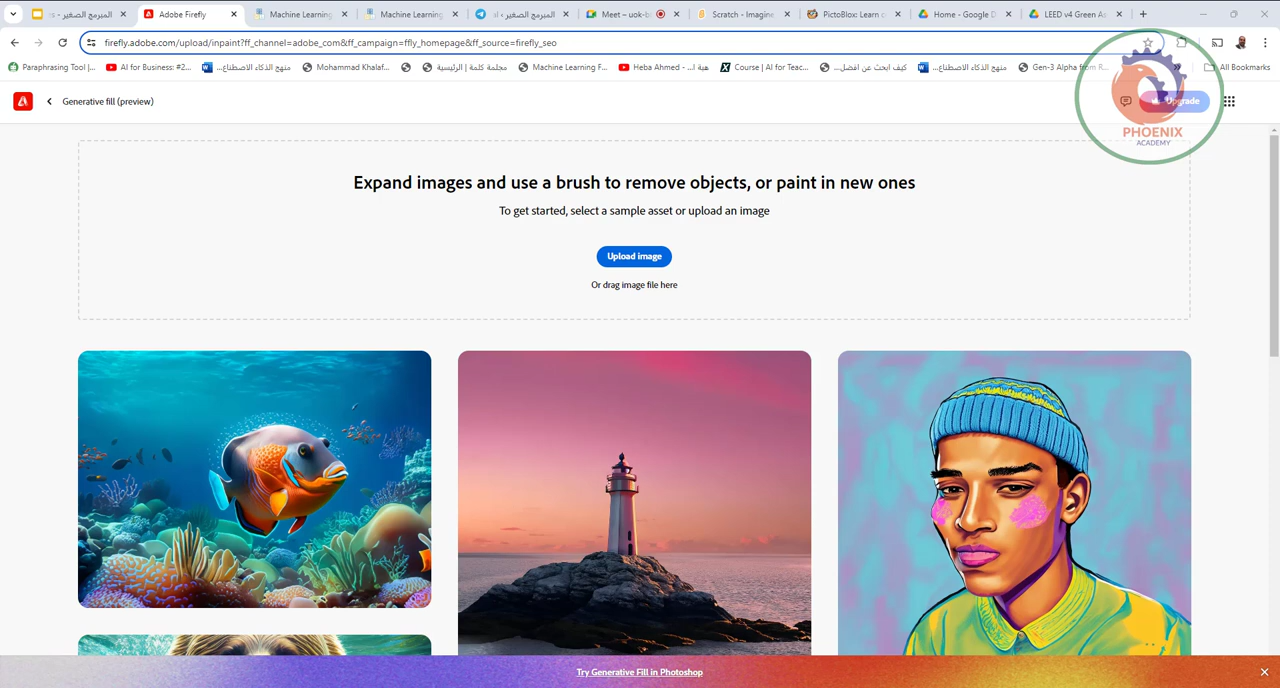 المبرمج الصغير - :
Adobe Firefly
Machine Learning
Machine Learning
المبرمج الصغير
Meet – uok-b
Scratch - Imagine
PictoBlox: Learn c
Home - Google D
LEED v4 Green As
firefly.adobe.com/upload/inpaint?ff_channel=adobe_com&ff_campaign=ffly_homepage&ff_source=firefly_seo
Paraphrasing Tool |...
AI for Business: #2...
منهج الذكاء الاصطناع...
Mohammad Khalaf...
مجلمة كلمة | الرئيسية
Machine Learning F...
Heba Ahmed - هبة ا...
Course | AI for Teac...
كيف ابحث عن افضل...
منهج الذكاء الاصطناع...
Gen-3 Alpha from R...
All Bookmarks
Generative fill (preview)
Upgrade
PHOENIX
ACADEMY
Expand images and use a brush to remove objects, or paint in new ones
To get started, select a sample asset or upload an image
Upload image
Or drag image file here
Try Generative Fill in Photoshop